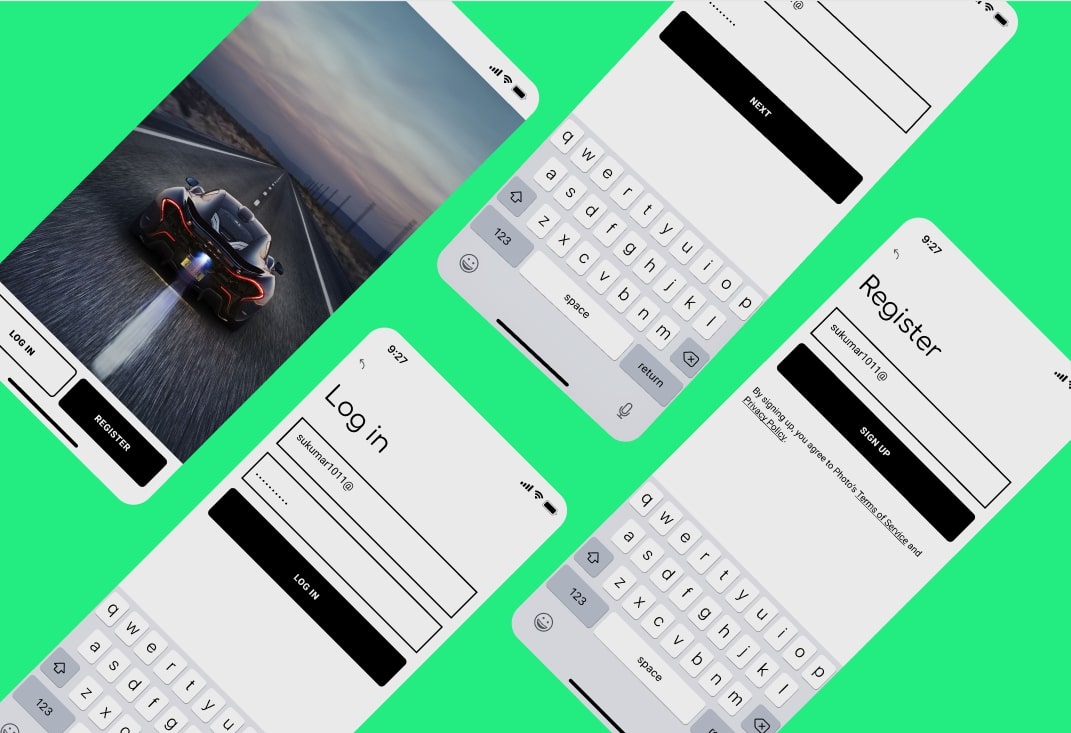 LOG IN
REGISTER
@
NEXT
q w e r t y u i o p
a s d f g h j k l
z x c v b n m
123
space
return
9:27
Log in
sukumar1011@
LOG IN
q w e r t y u
a s d f g
z x c
123
9:27
Register
sukumar1011@
SIGN UP
By signing up, you agree to Photo's Terms of Service and
Privacy Policy.
q w e r t y u i o p
a s d f g h j k l
z x c v b n m
123
space